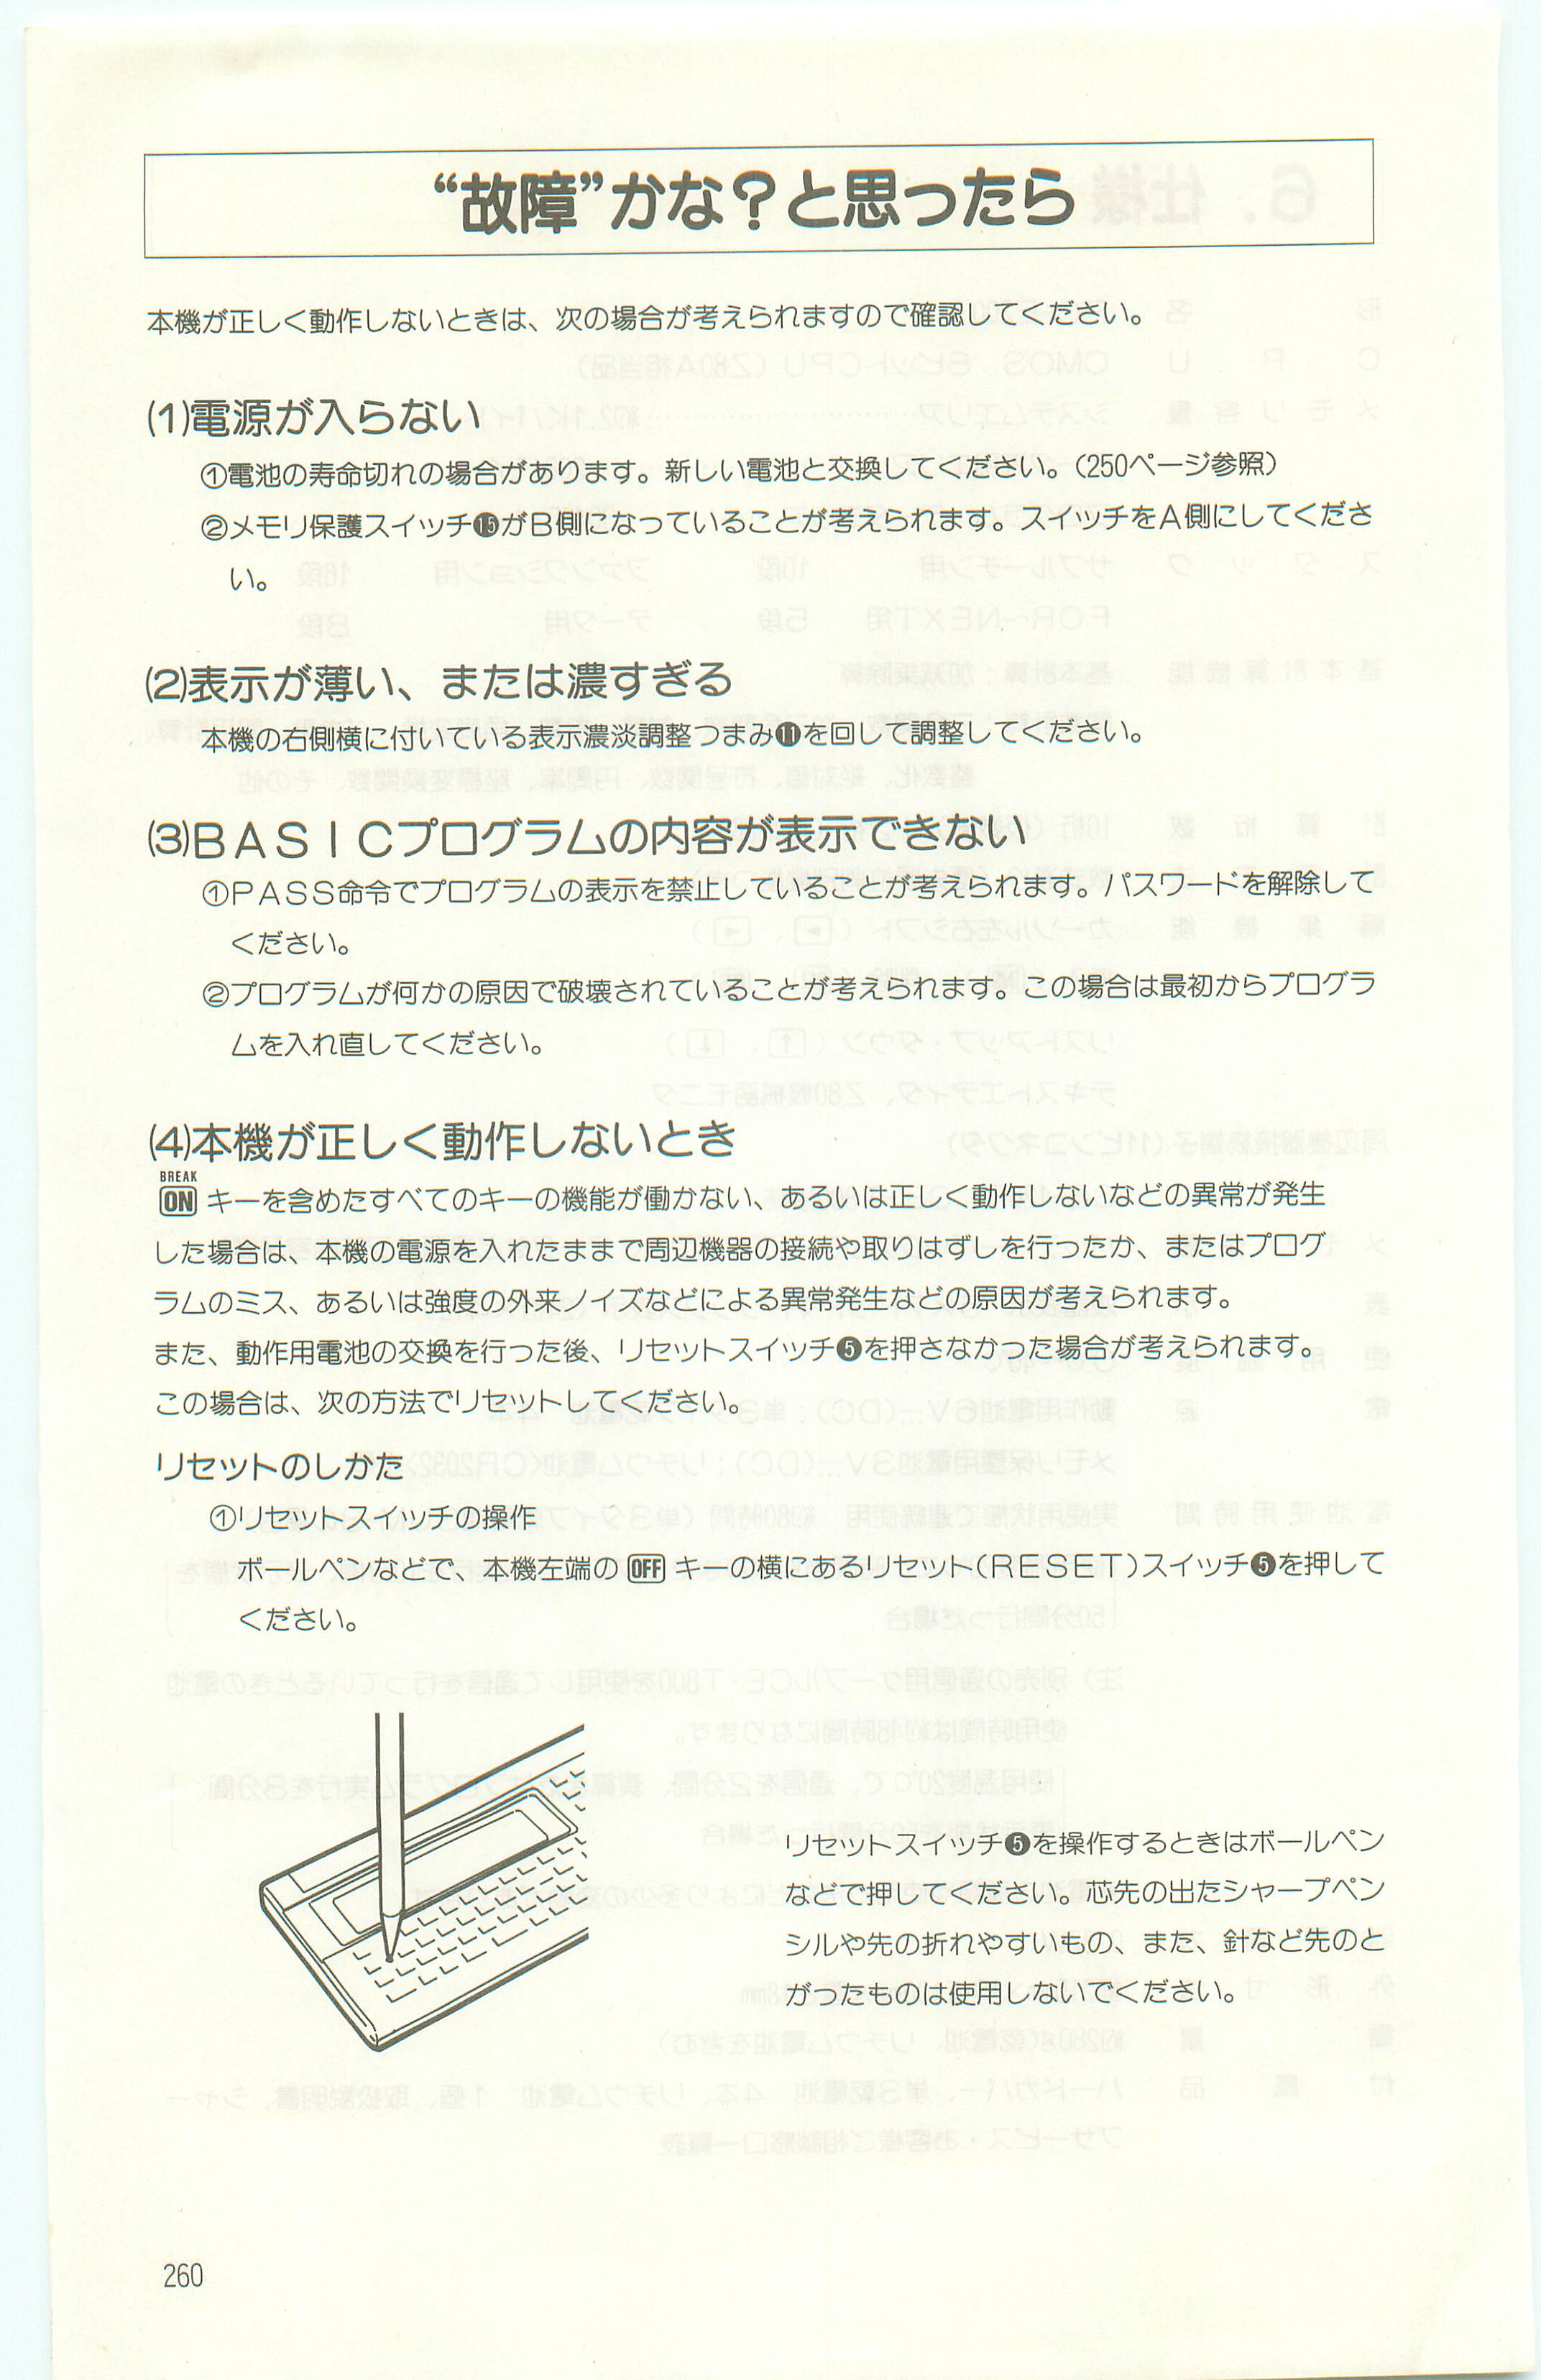 “故障”かな？と思ったら
本機が正しく動作しないときは、次の場合が考えられますので確認してください。
(1)電源が入らない
①電池の寿命切れの場合があります。新しい電池と交換してください。（250ページ参照）
②メモリ保護スイッチ⓯がB側になっていることが考えられます。スイッチをA側にしてくださ
い。
(2)表示が薄い、または濃すぎる
本機の右側横に付いている表示濃淡調整つまみ⓫を回して調整してください。
(3)ＢＡＳＩＣプログラムの内容が表示できない
①ＰＡＳＳ命令でプログラムの表示を禁止していることが考えられます。パスワードを解除して
ください。
②プログラムが何かの原因で破壊されていることが考えられます。この場合は最初からプログラ
ムを入れ直してください。
(4)本機が正しく動作しないとき
BREAK
ON キーを含めたすべてのキーの機能が働かない、あるいは正しく動作しないなどの異常が発生
した場合は、本機の電源を入れたままで周辺機器の接続や取りはずしを行ったか、またはプログ
ラムのミス、あるいは強度の外来ノイズなどによる異常発生などの原因が考えられます。
また、動作用電池の交換を行った後、リセットスイッチ❺を押さなかった場合が考えられます。
この場合は、次の方法でリセットしてください。
リセットのしかた
①リセットスイッチの操作
ボールペンなどで、本機左端の OFF キーの横にあるリセット（ＲＥＳＥＴ）スイッチ❺を押して
ください。
リセットスイッチ❺を操作するときはボールペン
などで押してください。芯先の出たシャープペン
シルや先の折れやすいもの、また、針など先のと
がったものは使用しないでください。
260